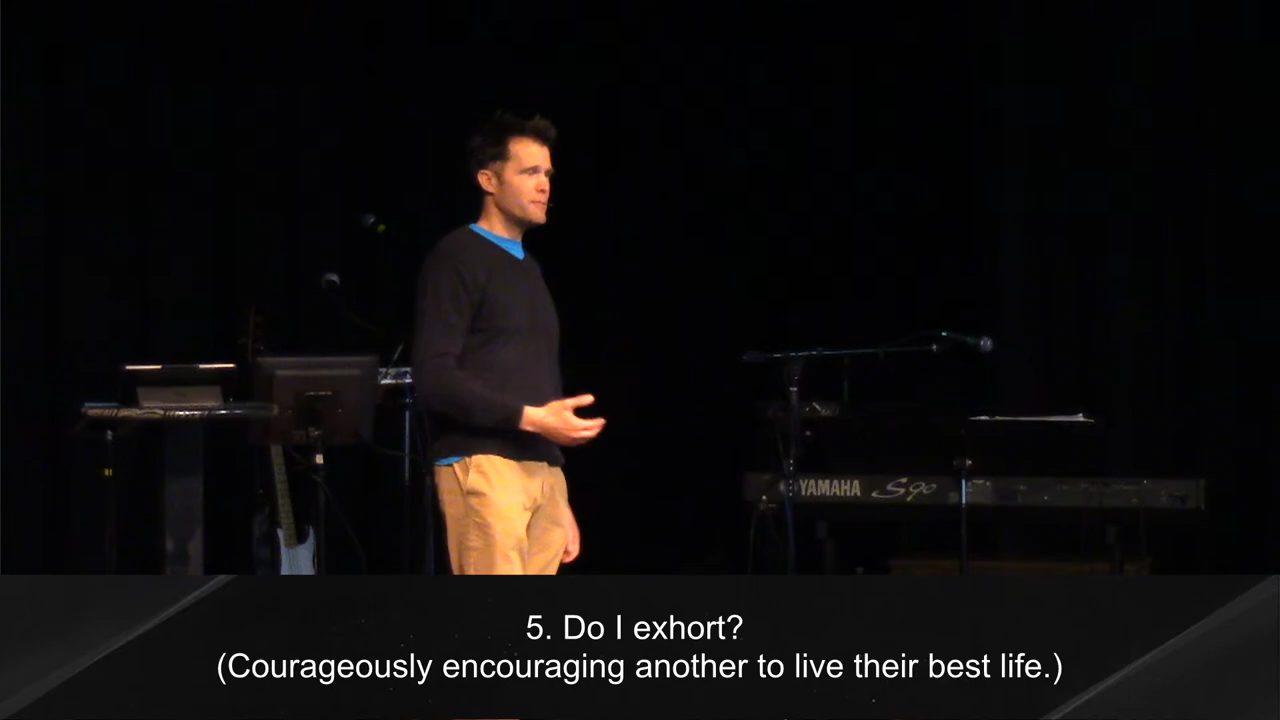 YAMAHA S90
5. Do I exhort?
(Courageously encouraging another to live their best life.)